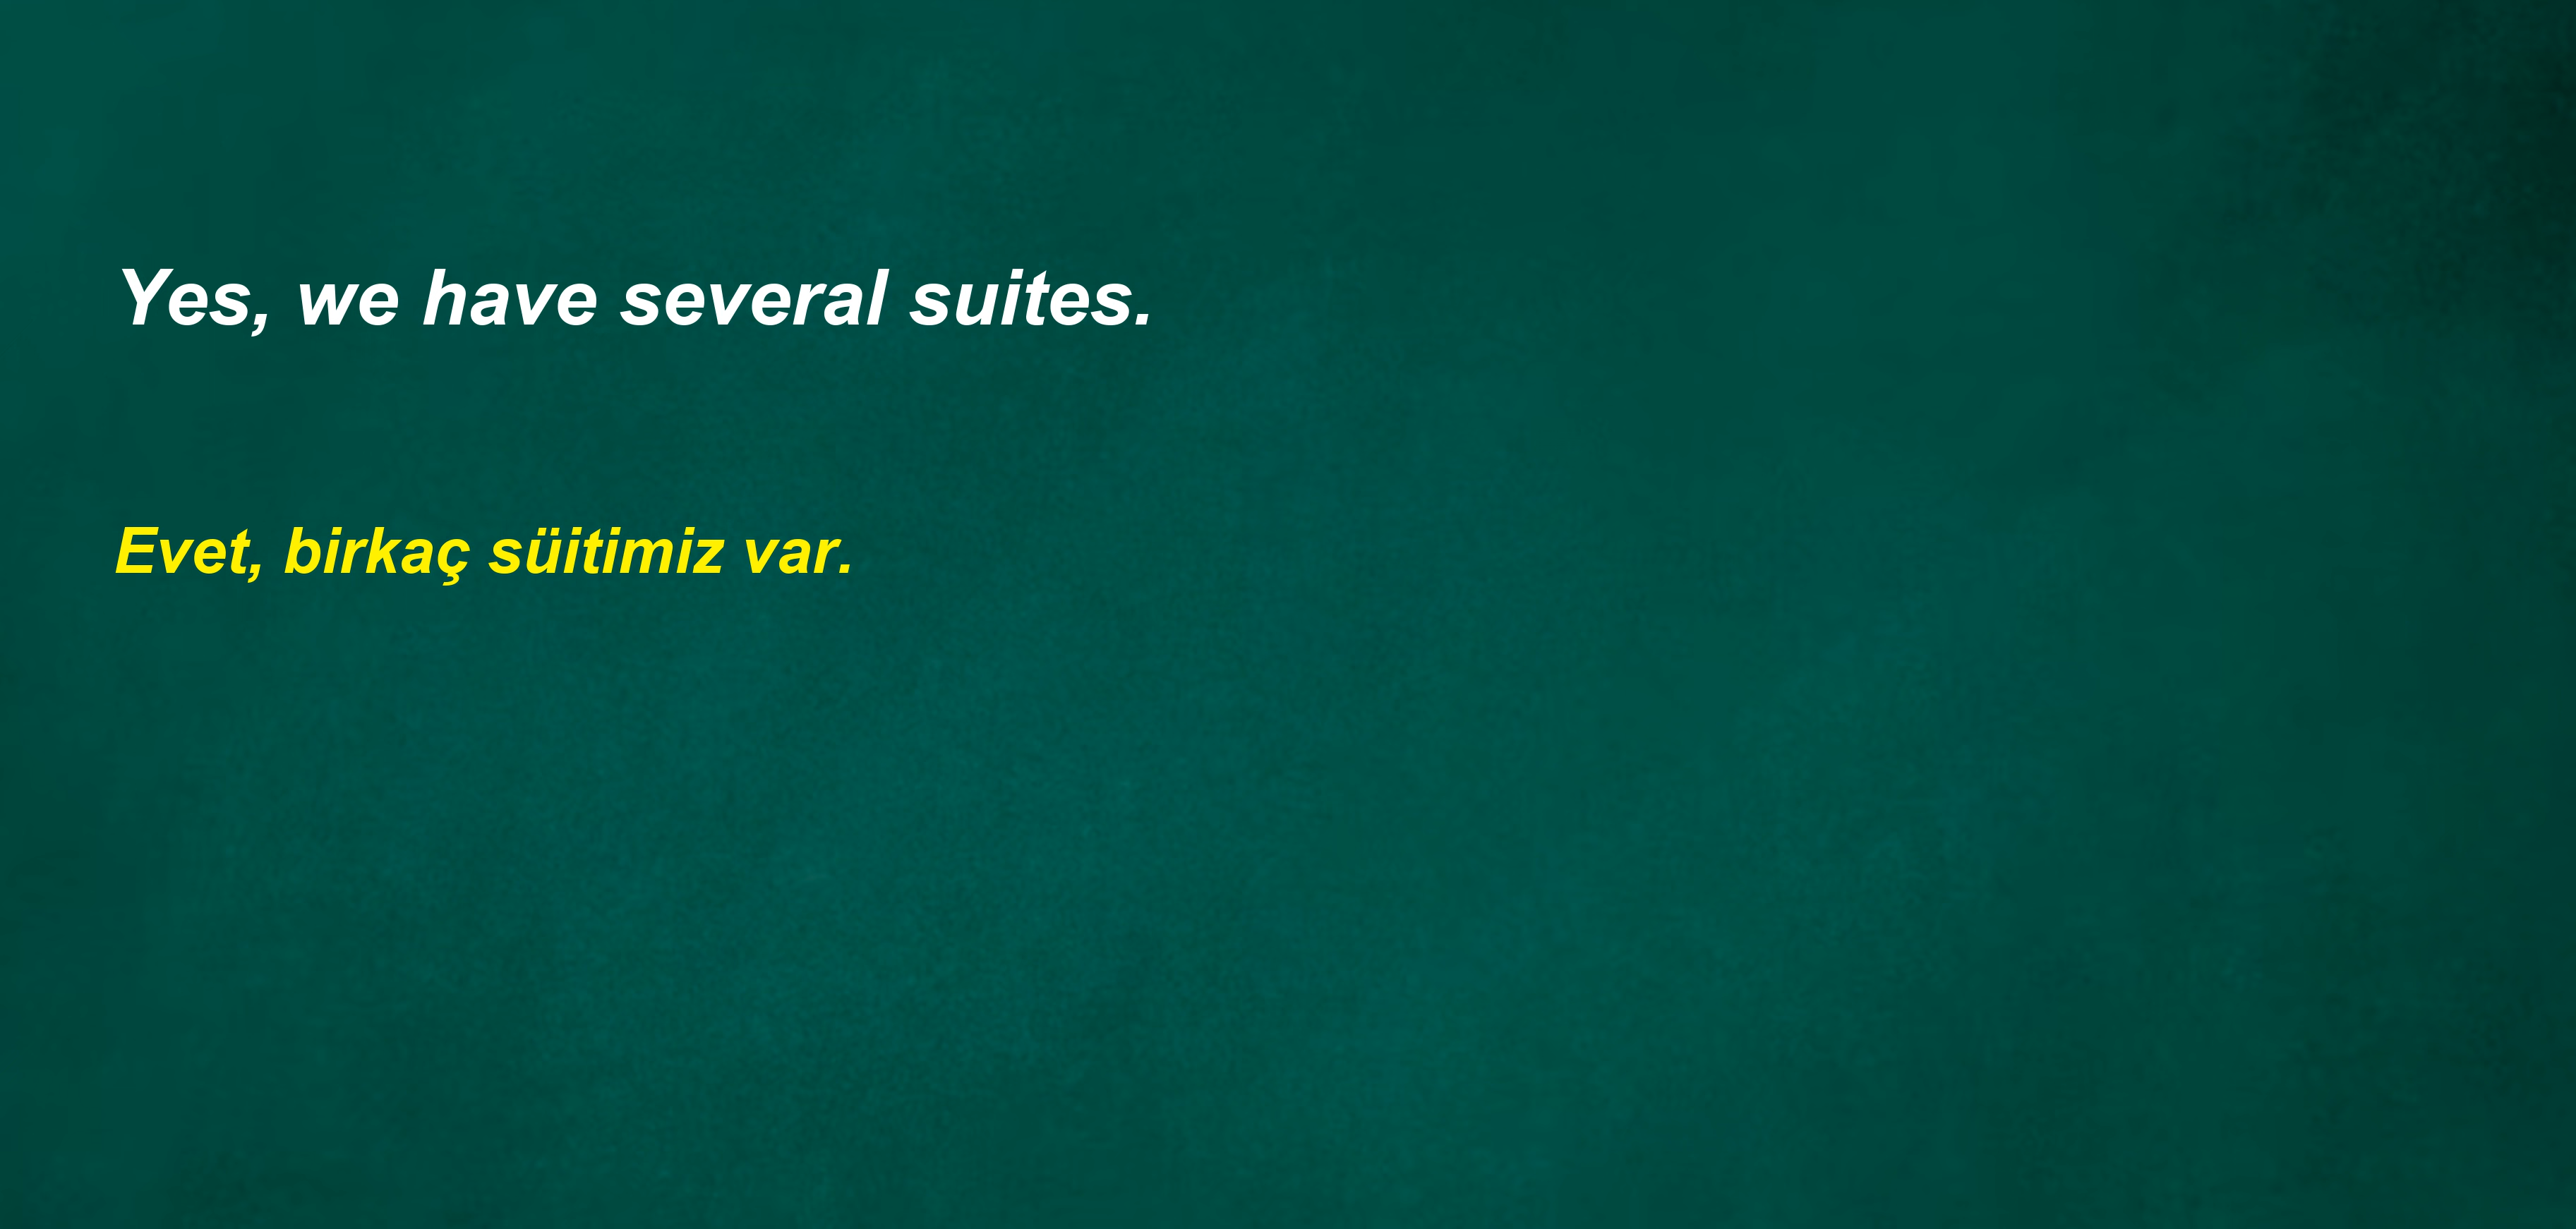 Yes, we have several suites.
Evet, birkaç süitimiz var.